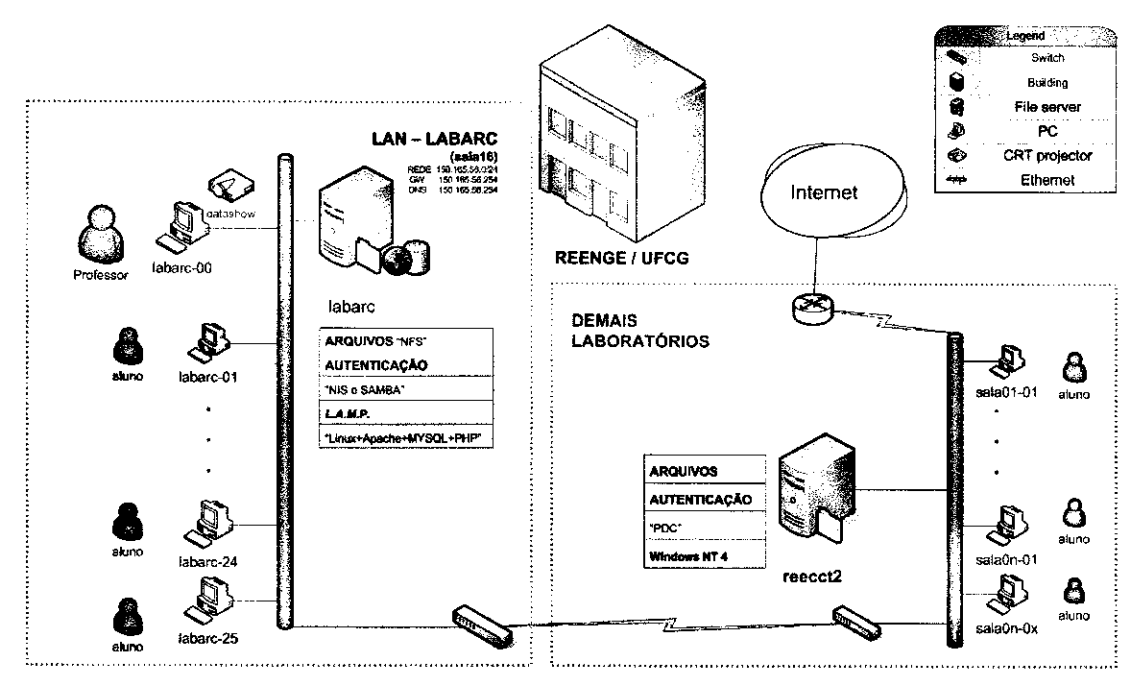 LAN – LABARC
(sala16)
REDE 150.165.56.0/24
GW 150.165.56.254
DNS 150.165.56.254
datashow
Professor
labarc-00
labarc
ARQUIVOS "NFS"
AUTENTICAÇÃO
"NIS o SAMBA"
L.A.M.P.
"Linux+Apache+MYSQL+PHP"
aluno
labarc-01
aluno
labarc-24
aluno
labarc-25
REENGE / UFCG
Legend
Switch
Building
File server
PC
CRT projector
Ethernet
Internet
DEMAIS
LABORATÓRIOS
sala01-01
aluno
ARQUIVOS
AUTENTICAÇÃO
"PDC"
Windows NT 4
reecct2
sala0n-01
aluno
sala0n-0x
aluno